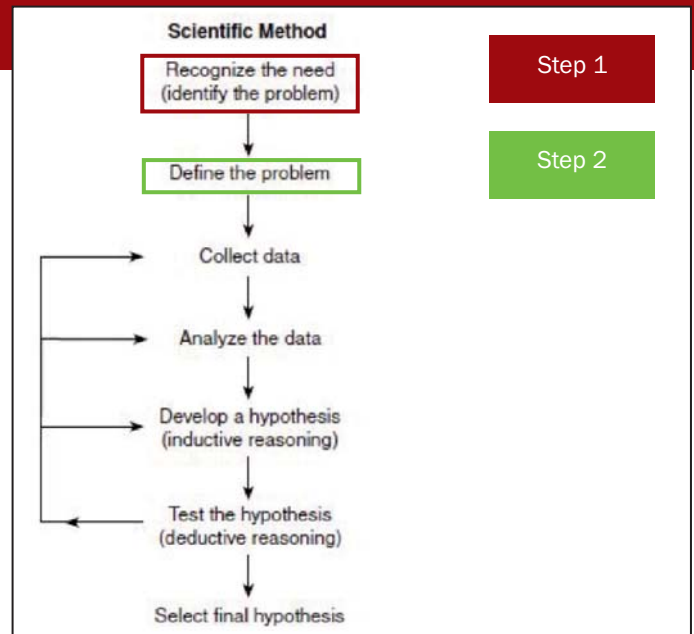 Scientific Method
Recognize the need
(identify the problem)
Step 1
Define the problem
Step 2
Collect data
Analyze the data
Develop a hypothesis
(inductive reasoning)
Test the hypothesis
(deductive reasoning)
Select final hypothesis